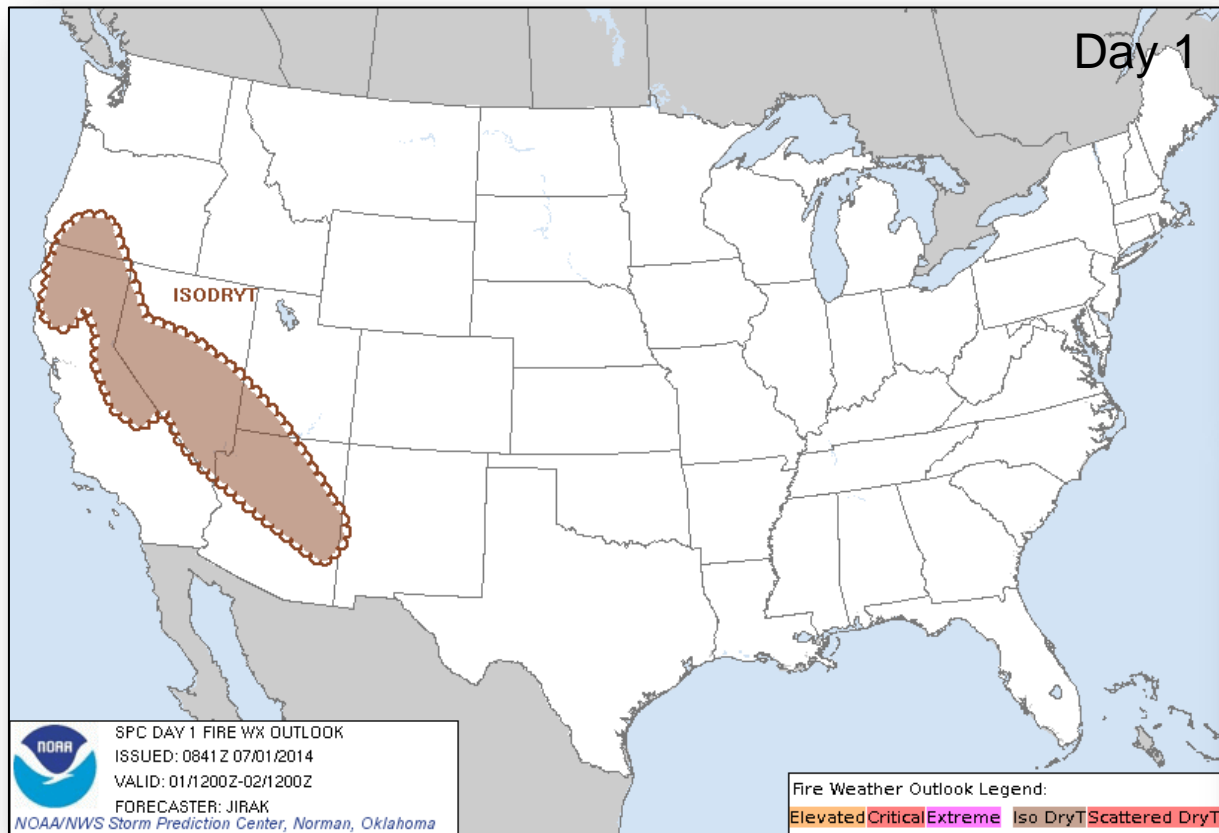 Day 1
ISODRYT
NOAA
SPC DAY 1 FIRE WX OUTLOOK
ISSUED: 0841Z 07/01/2014
VALID: 01/1200Z-02/1200Z
FORECASTER: JIRAK
NOAA/NWS Storm Prediction Center, Norman, Oklahoma
Fire Weather Outlook Legend:
Elevated Critical Extreme Iso DryT Scattered DryT